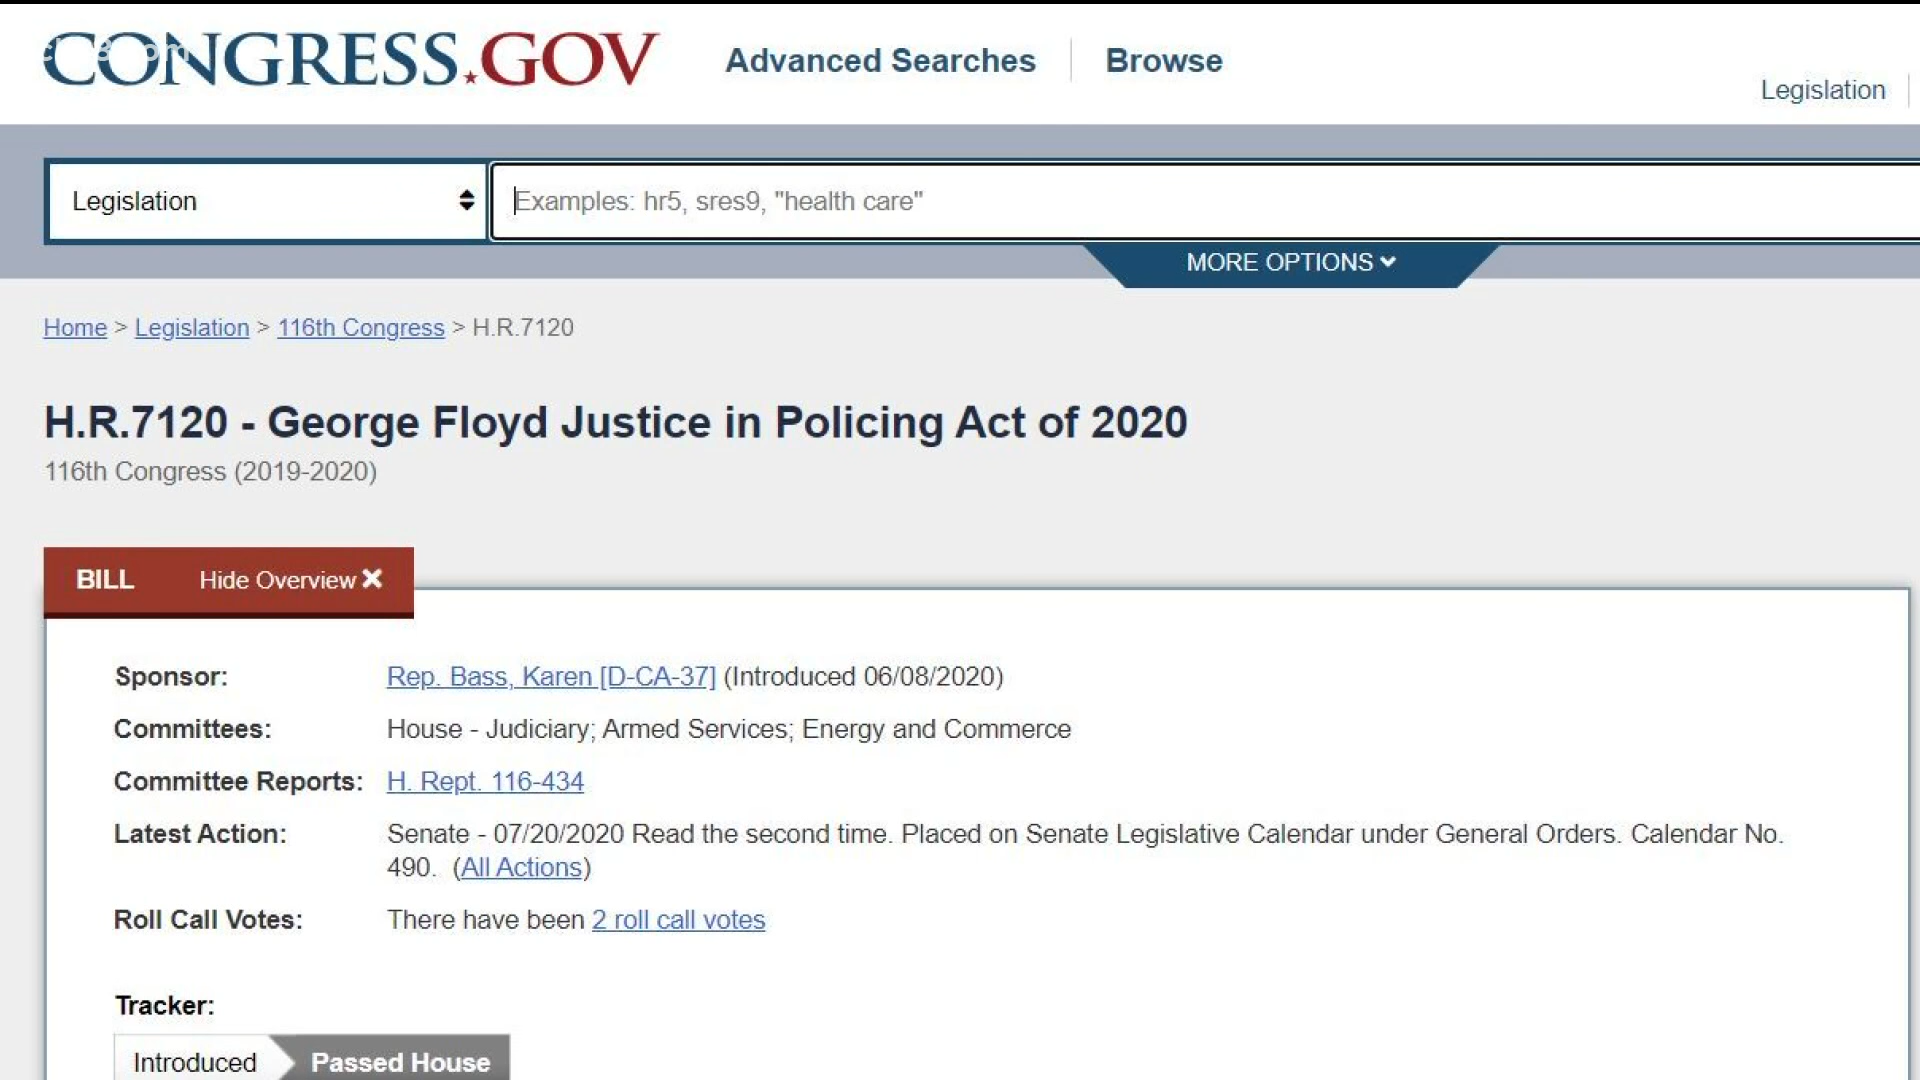 CONGRESS.GOV
Advanced Searches
Browse
Legislation
Legislation
Examples: hr5, sres9, "health care"
MORE OPTIONS
Home > Legislation > 116th Congress > H.R.7120
H.R.7120 - George Floyd Justice in Policing Act of 2020
116th Congress (2019-2020)
BILL Hide Overview
Sponsor: Rep. Bass, Karen [D-CA-37] (Introduced 06/08/2020)
Committees: House - Judiciary; Armed Services; Energy and Commerce
Committee Reports: H. Rept. 116-434
Latest Action: Senate - 07/20/2020 Read the second time. Placed on Senate Legislative Calendar under General Orders. Calendar No.
490. (All Actions)
Roll Call Votes: There have been 2 roll call votes
Tracker:
Introduced Passed House